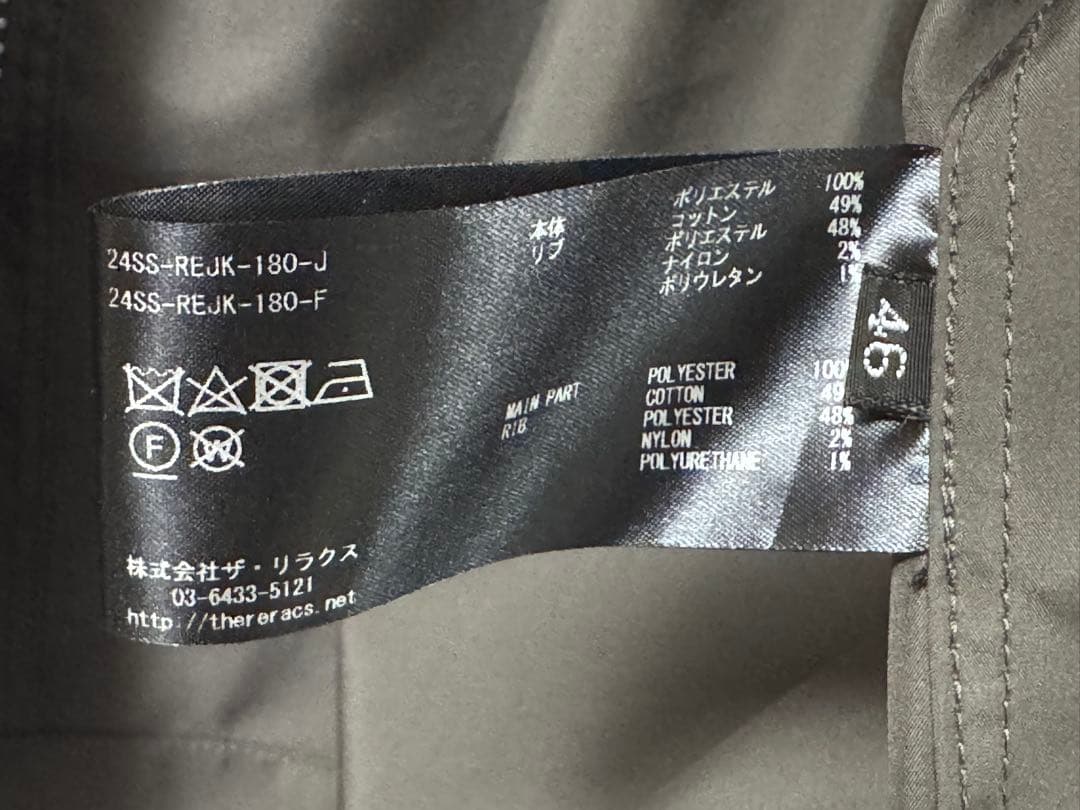 24SS-REJK-180-J
24SS-REJK-180-F
本体 ポリエステル 100%
リブ コットン 49%
ポリエステル 48%
ナイロン 2%
ポリウレタン 1%
MAIN PART POLYESTER 100
RIB COTTON 49
POLYESTER 48%
NYLON 2%
POLYURETHANE 1%
F
W
株式会社ザ・リラクス
03-6433-5121
http://thereracs.net
46